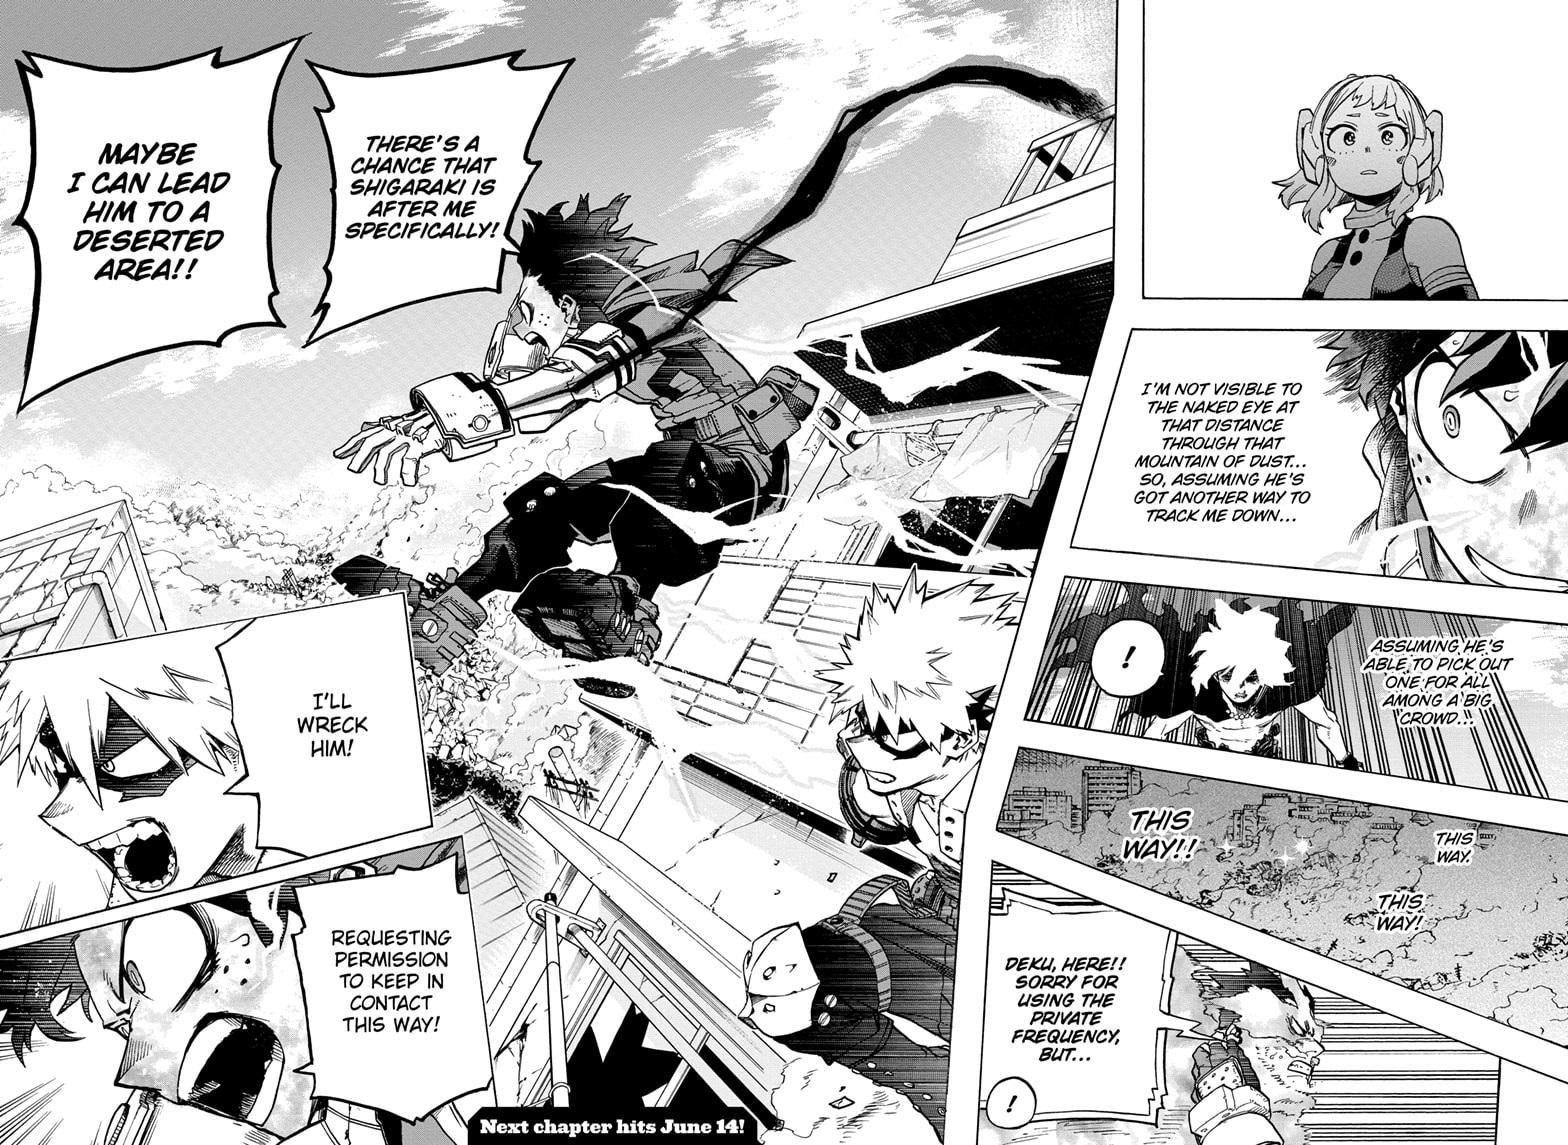 I'M NOT VISIBLE TO
THE NAKED EYE AT
THAT DISTANCE
THROUGH THAT
MOUNTAIN OF DUST...
SO, ASSUMING HE'S
GOT ANOTHER WAY TO
TRACK ME DOWN...
ASSUMING HE'S
ABLE TO PICK OUT
ONE FOR ALL
AMONG A BIG
CROWD...
!
THIS
WAY.
THIS
WAY!
THIS
WAY!!
DEKU, HERE!!
SORRY FOR
USING THE
PRIVATE
FREQUENCY,
BUT...
!
THERE'S A
CHANCE THAT
SHIGARAKI IS
AFTER ME
SPECIFICALLY!
MAYBE
I CAN LEAD
HIM TO A
DESERTED
AREA!!
I'LL
WRECK
HIM!
REQUESTING
PERMISSION
TO KEEP IN
CONTACT
THIS WAY!
Next chapter hits June 14!